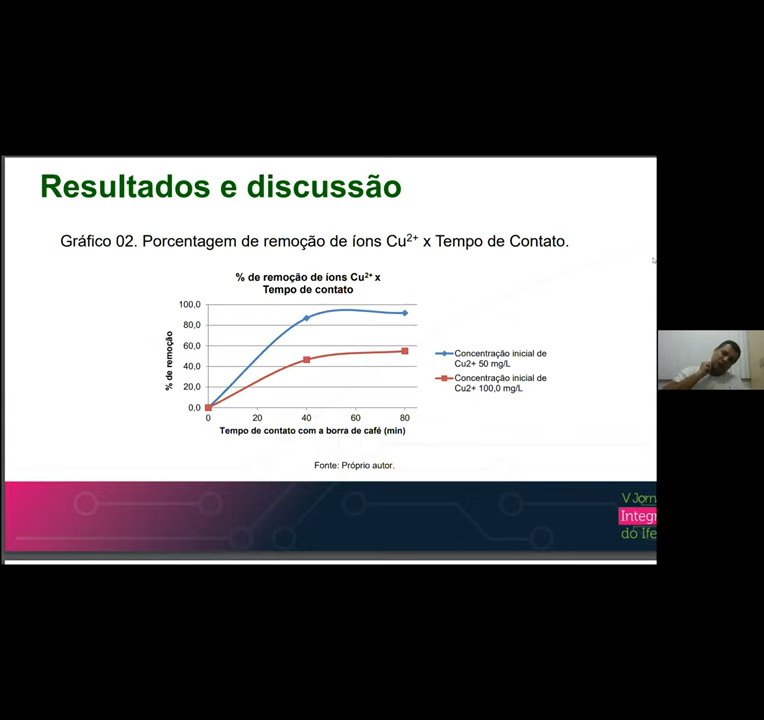 Resultados e discussão
Gráfico 02. Porcentagem de remoção de íons Cu²⁺ x Tempo de Contato.
% de remoção de íons Cu²⁺ x
Tempo de contato
% de remoção
100,0
80,0
60,0
40,0
20,0
0,0
0 20 40 60 80
Tempo de contato com a borra de café (min)
Concentração inicial de
Cu2+ 50 mg/L
Concentração inicial de
Cu2+ 100,0 mg/L
Fonte: Próprio autor.
V Jorn
Integr
do Ife